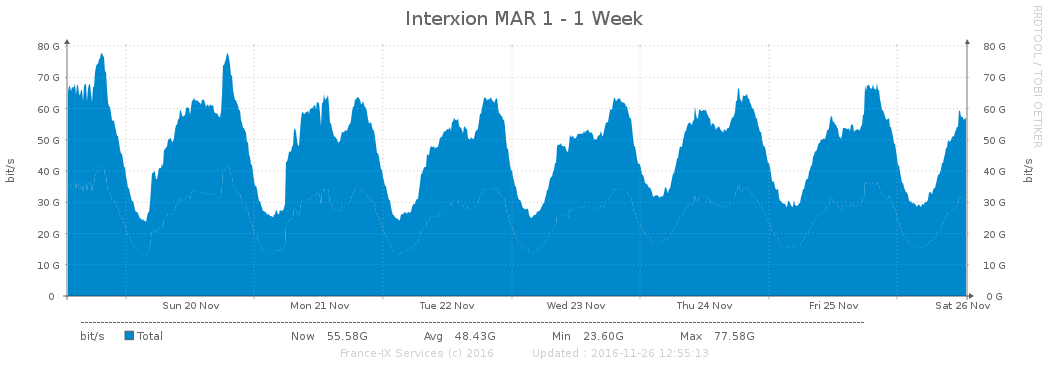 Interxion MAR 1 - 1 Week
RRDTOOL / TOBI OETIKER
bit/s
80 G
70 G
60 G
50 G
40 G
30 G
20 G
10 G
0
80 G
70 G
60 G
50 G
40 G
30 G
20 G
10 G
0 G
bit/s
Sun 20 Nov Mon 21 Nov Tue 22 Nov Wed 23 Nov Thu 24 Nov Fri 25 Nov Sat 26 Nov
bit/s Total Now 55.58G Avg 48.43G Min 23.60G Max 77.58G
France-IX Services (c) 2016 Updated : 2016-11-26 12:55:13